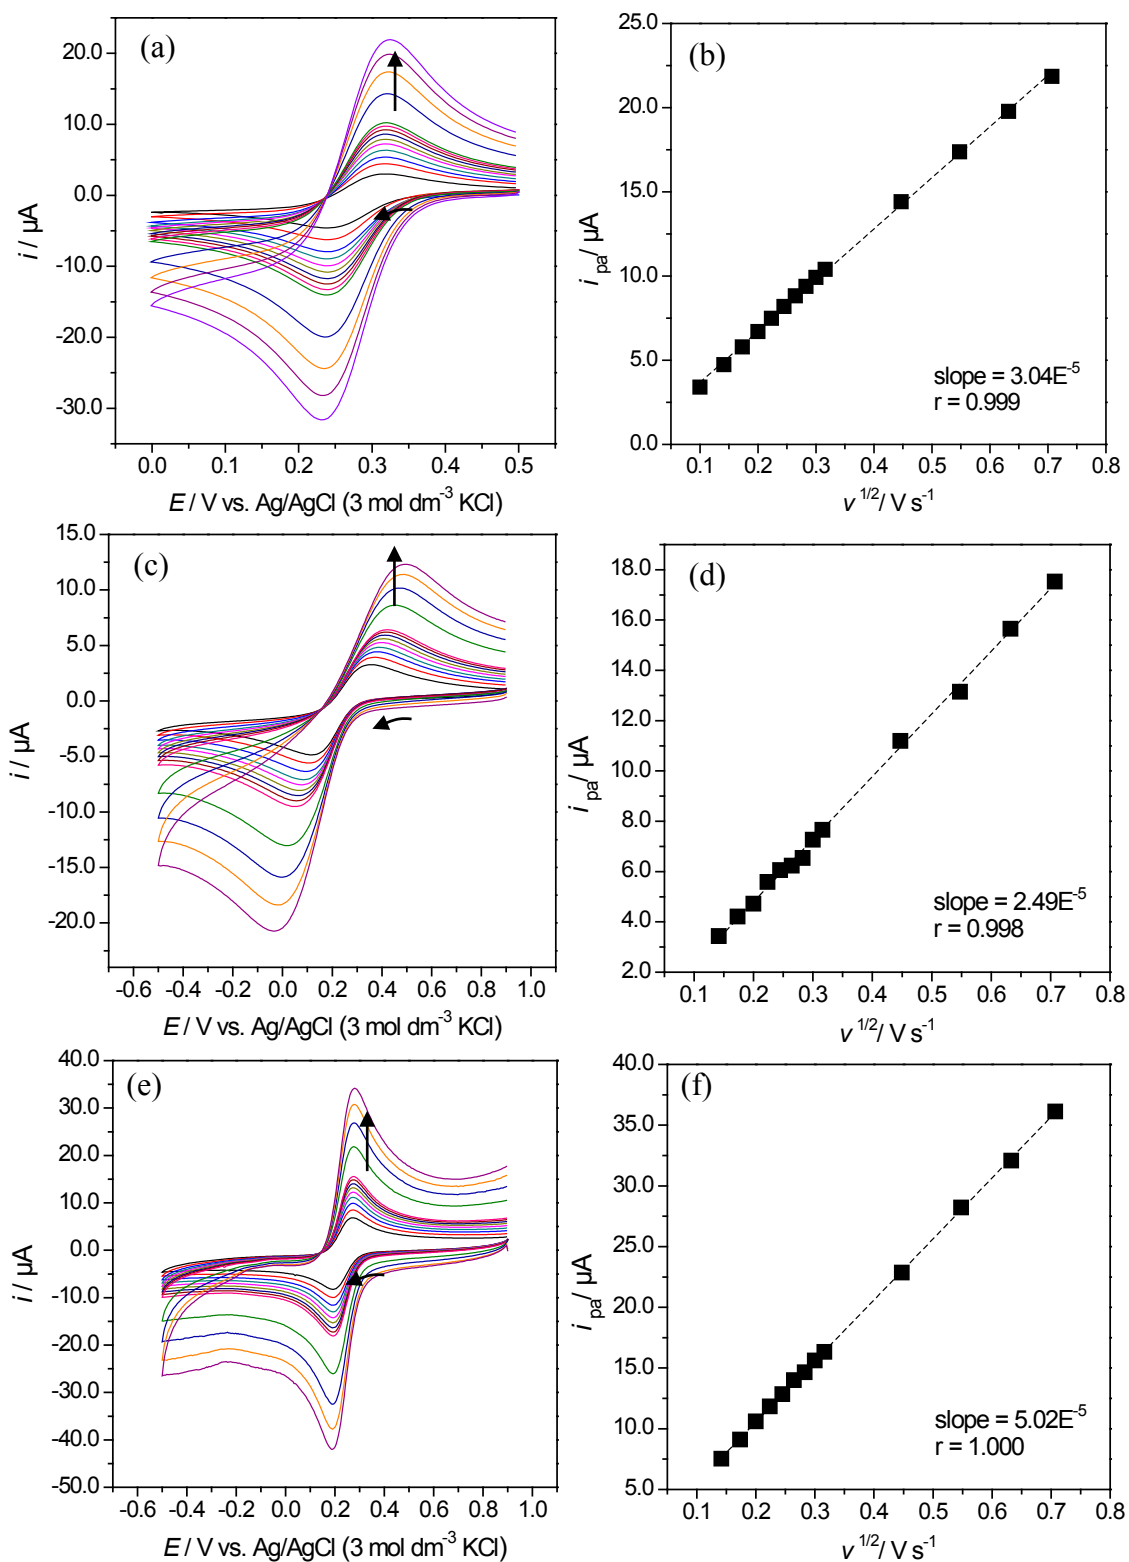 (a)
20.0
10.0
0.0
-10.0
-20.0
-30.0
i / µA
0.0 0.1 0.2 0.3 0.4 0.5
E / V vs. Ag/AgCl (3 mol dm⁻³ KCl)
(b)
25.0
20.0
15.0
10.0
5.0
0.0
i pa/ µA
slope = 3.04E⁻⁵
r = 0.999
0.1 0.2 0.3 0.4 0.5 0.6 0.7 0.8
v ¹/²/ V s⁻¹
(c)
15.0
10.0
5.0
0.0
-5.0
-10.0
-15.0
-20.0
i / µA
-0.6 -0.4 -0.2 0.0 0.2 0.4 0.6 0.8 1.0
E / V vs. Ag/AgCl (3 mol dm⁻³ KCl)
(d)
18.0
16.0
14.0
12.0
10.0
8.0
6.0
4.0
2.0
i pa/ µA
slope = 2.49E⁻⁵
r = 0.998
0.1 0.2 0.3 0.4 0.5 0.6 0.7 0.8
v ¹/²/ V s⁻¹
(e)
40.0
30.0
20.0
10.0
0.0
-10.0
-20.0
-30.0
-40.0
-50.0
i / µA
-0.6 -0.4 -0.2 0.0 0.2 0.4 0.6 0.8 1.0
E / V vs. Ag/AgCl (3 mol dm⁻³ KCl)
(f)
40.0
35.0
30.0
25.0
20.0
15.0
10.0
5.0
i pa/ µA
slope = 5.02E⁻⁵
r = 1.000
0.1 0.2 0.3 0.4 0.5 0.6 0.7 0.8
v ¹/²/ V s⁻¹